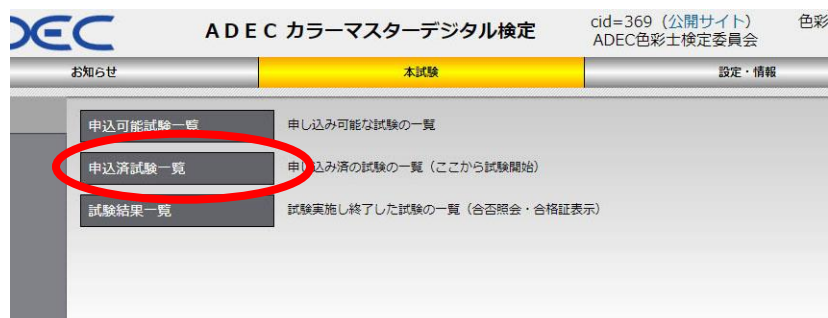 DEC
ADEC カラーマスターデジタル検定
cid=369（公開サイト）
色彩
ADEC色彩士検定委員会
お知らせ
本試験
設定・情報
申込可能試験一覧
申し込み可能な試験の一覧
申込済試験一覧
申し込み済の試験の一覧（ここから試験開始）
試験結果一覧
試験実施し終了した試験の一覧（合否照会・合格証表示）